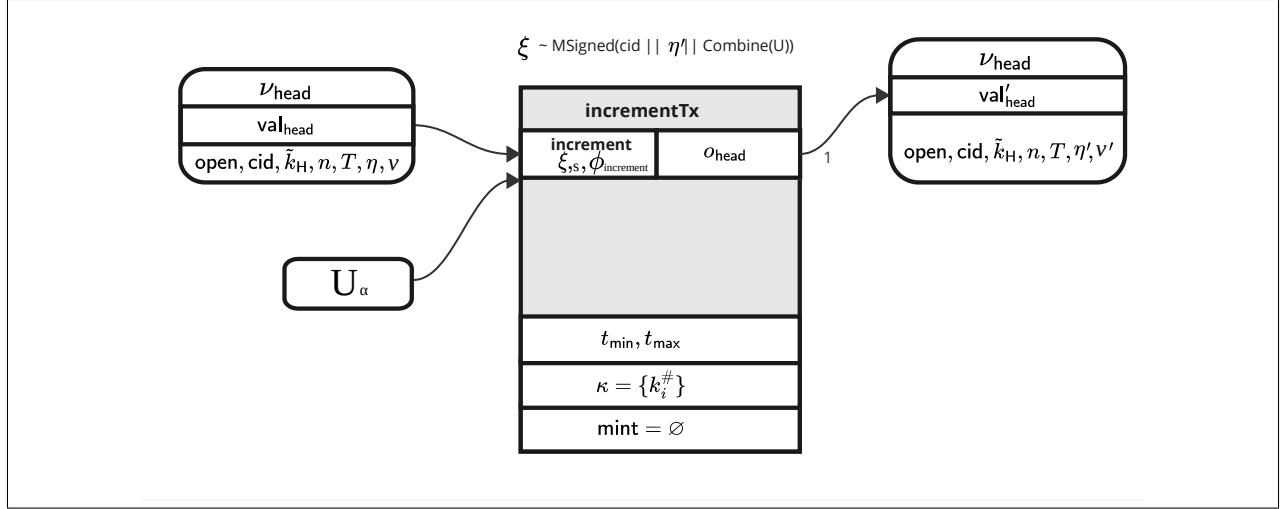 ξ ~ MSigned(cid || η′|| Combine(U))
ν_head
val_head
open, cid, k̃_H, n, T, η, ν
U_α
incrementTx
increment
ξ,s,ϕ_increment
o_head
1
t_min, t_max
κ = {k_i^#}
mint = ∅
ν_head
val′_head
open, cid, k̃_H, n, T, η′,ν′